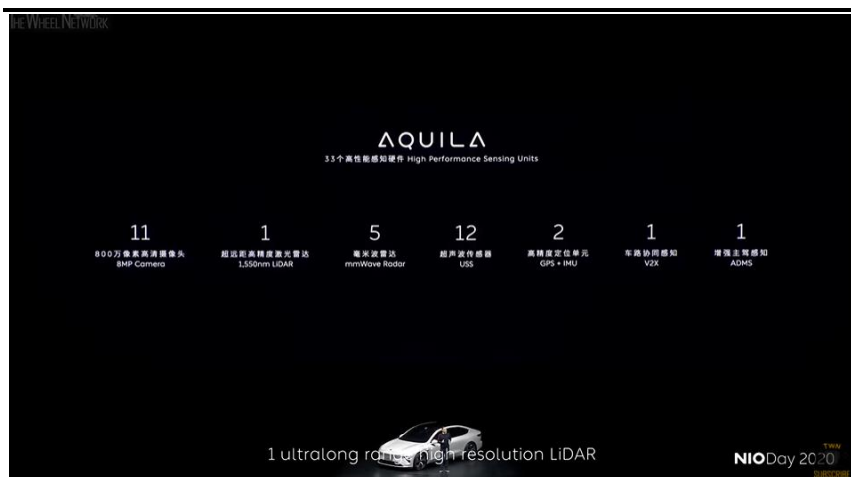 THE WHEEL NETWORK
AQUILA
33个高性能感知硬件 High Performance Sensing Units
11
800万像素高清摄像头
8MP Camera
1
超远距高精度激光雷达
1,550nm LiDAR
5
毫米波雷达
mmWave Radar
12
超声波传感器
USS
2
高精度定位单元
GPS + IMU
1
车路协同感知
V2X
1
增强主驾感知
ADMS
1 ultralong range high resolution LiDAR
NIODay 2020
TWN
SUBSCRIBE